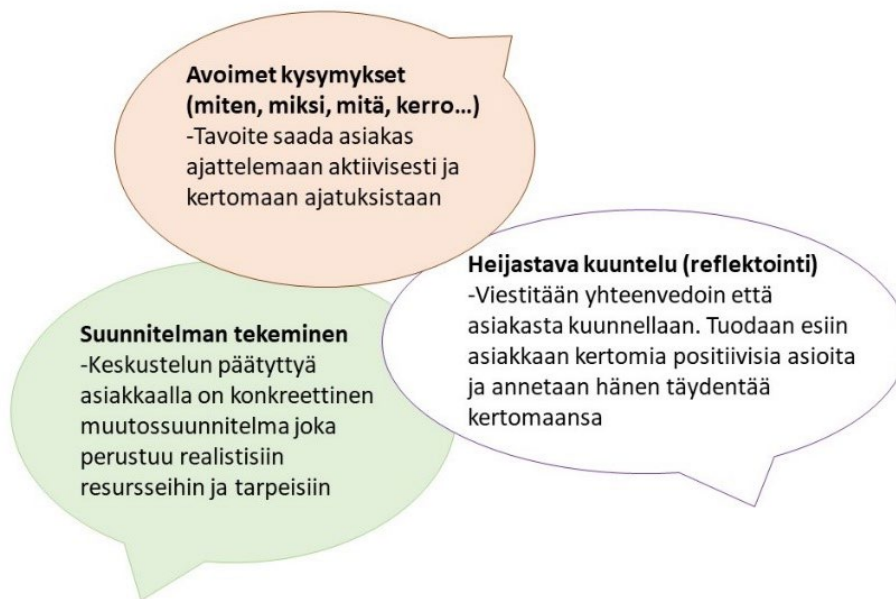 Avoimet kysymykset
(miten, miksi, mitä, kerro…)
-Tavoite saada asiakas
ajattelemaan aktiivisesti ja
kertomaan ajatuksistaan
Heijastava kuuntelu (reflektointi)
-Viestitään yhteenvedoin että
asiakasta kuunnellaan. Tuodaan esiin
asiakkaan kertomia positiivisia asioita
ja annetaan hänen täydentää
kertomaansa
Suunnitelman tekeminen
-Keskustelun päätyttyä
asiakkaalla on konkreettinen
muutossuunnitelma joka
perustuu realistisiin
resursseihin ja tarpeisiin